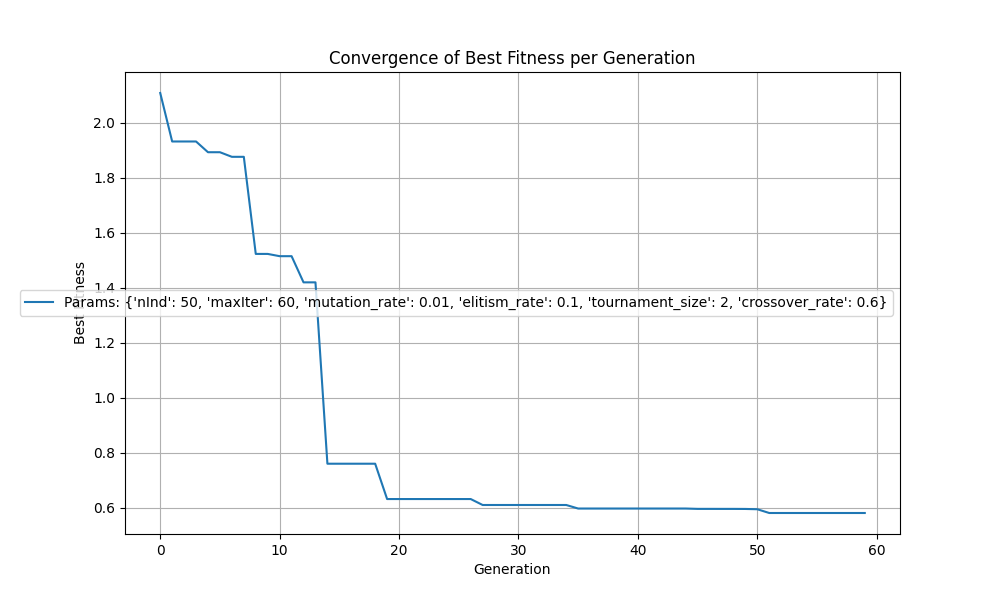 Convergence of Best Fitness per Generation
2.0
1.8
1.6
1.4
1.2
1.0
0.8
0.6
Best
Params: {'nInd': 50, 'maxIter': 60, 'mutation_rate': 0.01, 'elitism_rate': 0.1, 'tournament_size': 2, 'crossover_rate': 0.6}
0 10 20 30 40 50 60
Generation